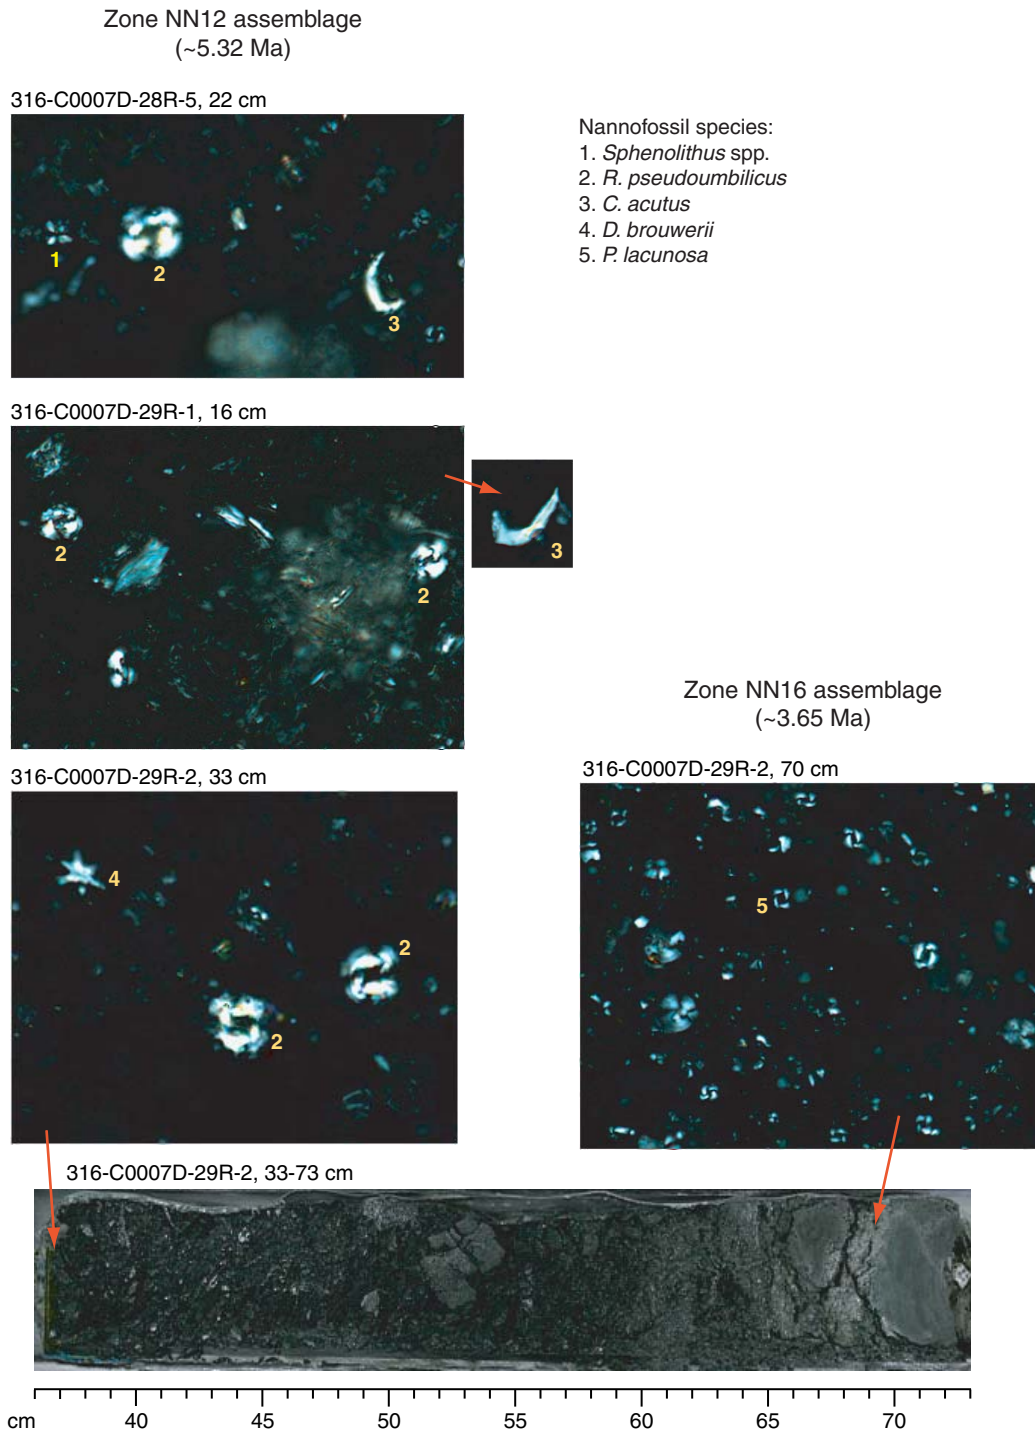 Zone NN12 assemblage
(~5.32 Ma)
316-C0007D-28R-5, 22 cm
Nannofossil species:
1. Sphenolithus spp.
2. R. pseudoumbilicus
3. C. acutus
4. D. brouwerii
5. P. lacunosa
1
2
3
316-C0007D-29R-1, 16 cm
2
2
3
Zone NN16 assemblage
(~3.65 Ma)
316-C0007D-29R-2, 33 cm
4
2
2
316-C0007D-29R-2, 70 cm
5
316-C0007D-29R-2, 33-73 cm
cm 40 45 50 55 60 65 70